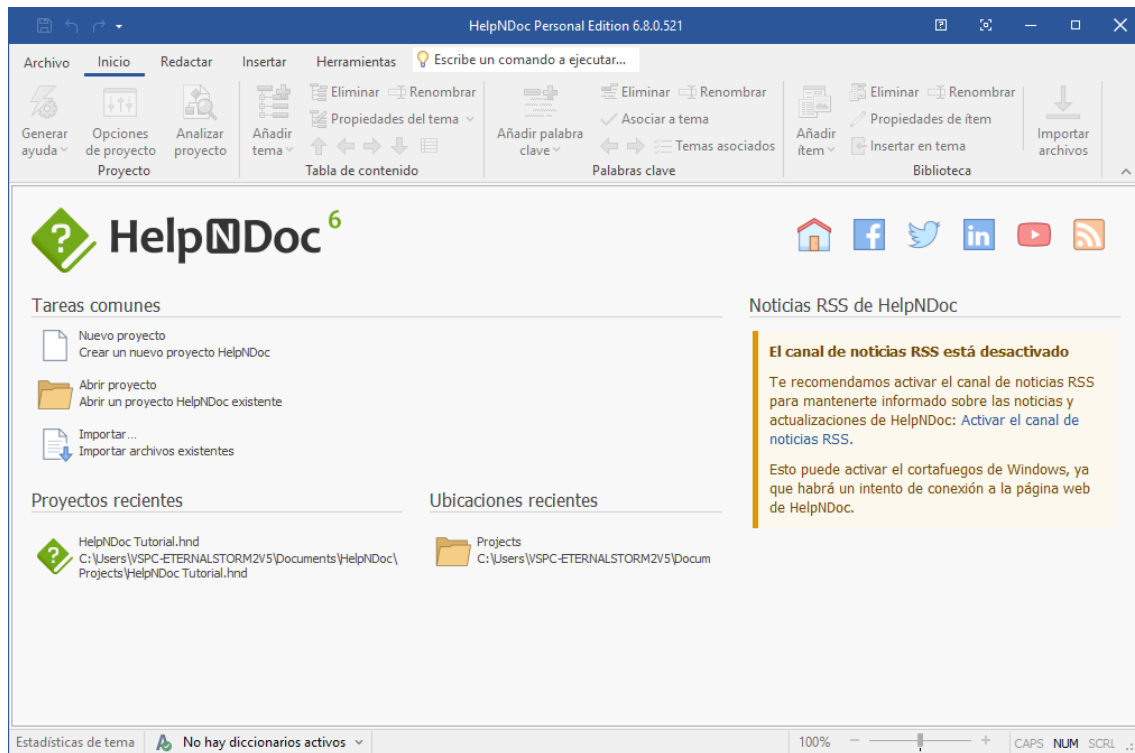 HelpNDoc Personal Edition 6.8.0.521
Archivo Inicio Redactar Insertar Herramientas Escribe un comando a ejecutar...
Generar ayuda
Opciones de proyecto
Analizar proyecto
Proyecto
Añadir tema
Eliminar Renombrar
Propiedades del tema
Tabla de contenido
Añadir palabra clave
Eliminar Renombrar
Asociar a tema
Temas asociados
Palabras clave
Añadir ítem
Eliminar Renombrar
Propiedades de ítem
Insertar en tema
Biblioteca
Importar archivos
HelpNDoc 6
Tareas comunes
Nuevo proyecto
Crear un nuevo proyecto HelpNDoc
Abrir proyecto
Abrir un proyecto HelpNDoc existente
Importar...
Importar archivos existentes
Proyectos recientes
HelpNDoc Tutorial.hnd
C:\Users\VSPC-ETERNALSTORM2V5\Documents\HelpNDoc\
Projects\HelpNDoc Tutorial.hnd
Ubicaciones recientes
Projects
C:\Users\VSPC-ETERNALSTORM2V5\Docum
Noticias RSS de HelpNDoc
El canal de noticias RSS está desactivado
Te recomendamos activar el canal de noticias RSS
para mantenerte informado sobre las noticias y
actualizaciones de HelpNDoc: Activar el canal de
noticias RSS.
Esto puede activar el cortafuegos de Windows, ya
que habrá un intento de conexión a la página web
de HelpNDoc.
Estadísticas de tema No hay diccionarios activos 100% CAPS NUM SCRL